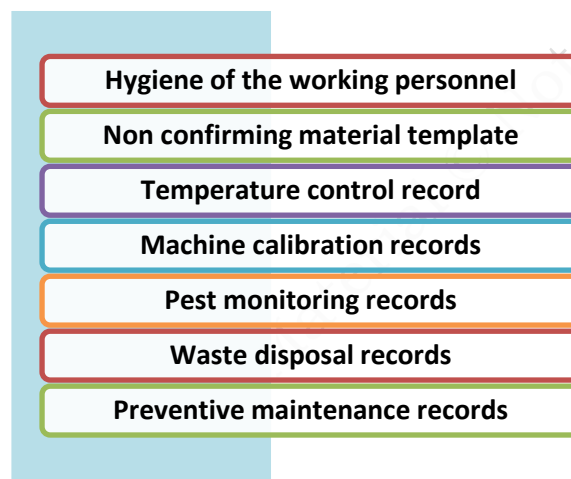 Hygiene of the working personnel
Non confirming material template
Temperature control record
Machine calibration records
Pest monitoring records
Waste disposal records
Preventive maintenance records